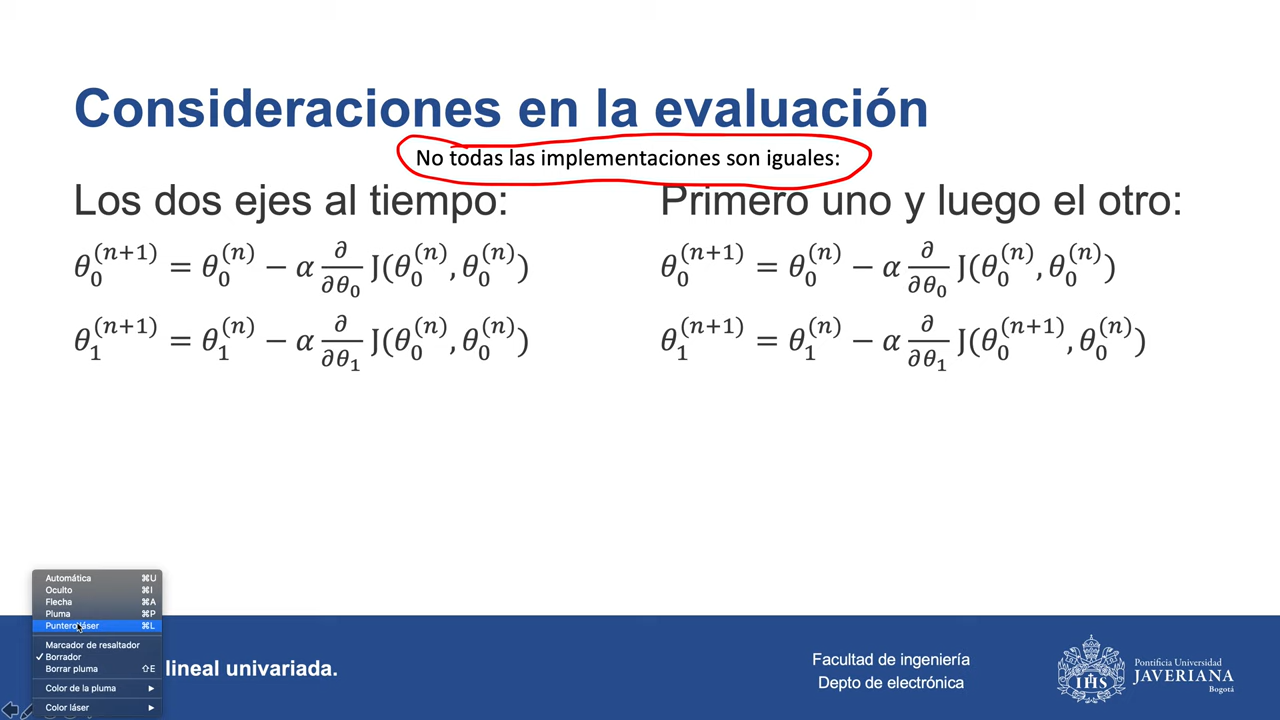 Consideraciones en la evaluación
No todas las implementaciones son iguales:
Los dos ejes al tiempo:
θ₀⁽ⁿ⁺¹⁾ = θ₀⁽ⁿ⁾ − α ∂/∂θ₀ J(θ₀⁽ⁿ⁾, θ₀⁽ⁿ⁾)
θ₁⁽ⁿ⁺¹⁾ = θ₁⁽ⁿ⁾ − α ∂/∂θ₁ J(θ₀⁽ⁿ⁾, θ₀⁽ⁿ⁾)
Primero uno y luego el otro:
θ₀⁽ⁿ⁺¹⁾ = θ₀⁽ⁿ⁾ − α ∂/∂θ₀ J(θ₀⁽ⁿ⁾, θ₀⁽ⁿ⁾)
θ₁⁽ⁿ⁺¹⁾ = θ₁⁽ⁿ⁾ − α ∂/∂θ₁ J(θ₀⁽ⁿ⁺¹⁾, θ₀⁽ⁿ⁾)
Automática ⌘U
Oculto ⌘I
Flecha ⌘A
Pluma ⌘P
Puntero láser ⌘L
Marcador de resaltador
✓ Borrador
Borrar pluma ⇧E
Color de la pluma
Color láser
lineal univariada.
Facultad de ingeniería
Depto de electrónica
IHS
Pontificia Universidad
JAVERIANA
Bogotá